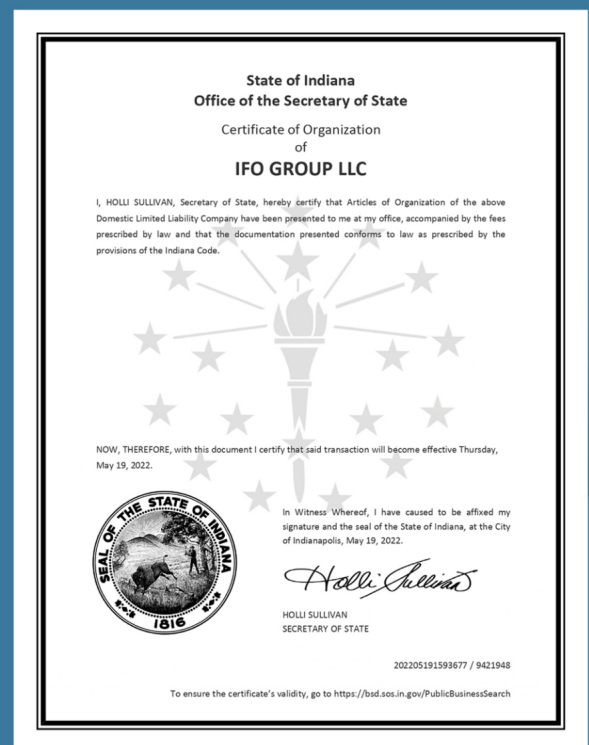 State of Indiana
Office of the Secretary of State
Certificate of Organization
of
IFO GROUP LLC
I, HOLLI SULLIVAN, Secretary of State, hereby certify that Articles of Organization of the above
Domestic Limited Liability Company have been presented to me at my office, accompanied by the fees
prescribed by law and that the documentation presented conforms to law as prescribed by the
provisions of the Indiana Code.
NOW, THEREFORE, with this document I certify that said transaction will become effective Thursday,
May 19, 2022.
SEAL OF THE STATE OF INDIANA
1816
In Witness Whereof, I have caused to be affixed my
signature and the seal of the State of Indiana, at the City
of Indianapolis, May 19, 2022.
Holli Sullivan
HOLLI SULLIVAN
SECRETARY OF STATE
202205191593677 / 9421948
To ensure the certificate's validity, go to https://bsd.sos.in.gov/PublicBusinessSearch